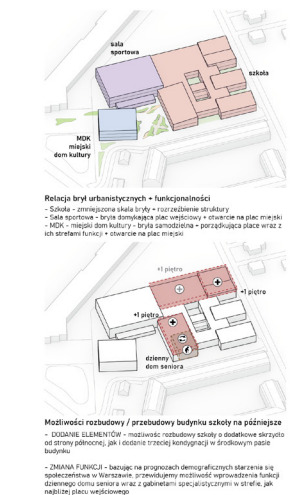 sala
sportowa
szkoła
MDK
miejski
dom kultury
Relacja brył urbanistycznych + funkcjonalności
- Szkoła - zmniejszona skala bryły + rozrzeźbienie struktury
- Sala sportowa - bryła domykająca plac wejściowy + otwarcie na plac miejski
- MDK - miejski dom kultury - bryła samodzielna + porządkująca place wraz z
ich strefami funkcji + otwarcie na plac miejski
+1 piętro
+1 piętro
+1 piętro
dzienny
dom seniora
Możliwości rozbudowy / przebudowy budynku szkoły na późniejsze
- DODANIE ELEMENTÓW - możliwość rozbudowy szkoły o dodatkowe skrzydło
od strony północnej, jak i dodanie trzeciej kondygnacji w środkowym pasie
budynku
- ZMIANA FUNKCJI - bazując na prognozach demograficznych starzenia się
społeczeństwa w Warszawie, przewidujemy możliwość wprowadzenia funkcji
dziennego domu seniora wraz z gabinetami specjalistycznymi w strefie, jak
najbliżej placu wejściowego